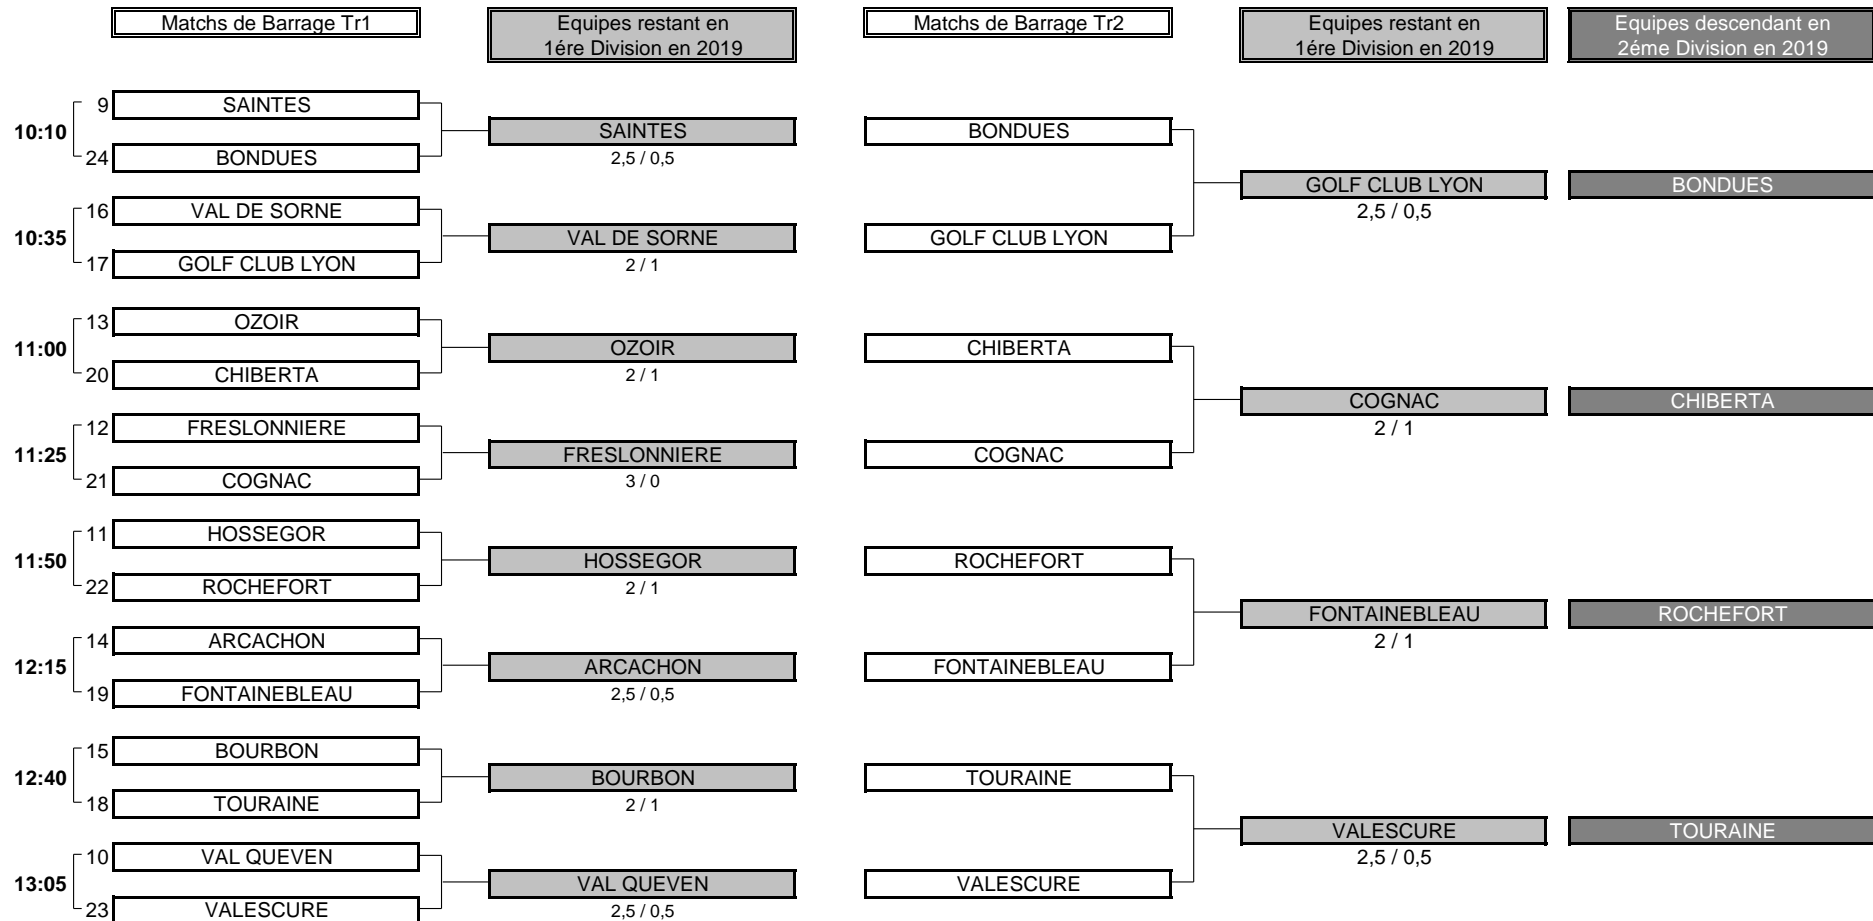 Matchs de Barrage Tr1
Equipes restant en
1ére Division en 2019
Matchs de Barrage Tr2
Equipes restant en
1ére Division en 2019
Equipes descendant en
2éme Division en 2019
9 SAINTES
10:10 SAINTES BONDUES
24 BONDUES 2,5 / 0,5
GOLF CLUB LYON BONDUES
16 VAL DE SORNE 2,5 / 0,5
10:35 VAL DE SORNE GOLF CLUB LYON
17 GOLF CLUB LYON 2 / 1
13 OZOIR
11:00 OZOIR CHIBERTA
20 CHIBERTA 2 / 1
COGNAC CHIBERTA
12 FRESLONNIERE 2 / 1
11:25 FRESLONNIERE COGNAC
21 COGNAC 3 / 0
11 HOSSEGOR
11:50 HOSSEGOR ROCHEFORT
22 ROCHEFORT 2 / 1
FONTAINEBLEAU ROCHEFORT
14 ARCACHON 2 / 1
12:15 ARCACHON FONTAINEBLEAU
19 FONTAINEBLEAU 2,5 / 0,5
15 BOURBON
12:40 BOURBON TOURAINE
18 TOURAINE 2 / 1
VALESCURE TOURAINE
10 VAL QUEVEN 2,5 / 0,5
13:05 VAL QUEVEN VALESCURE
23 VALESCURE 2,5 / 0,5